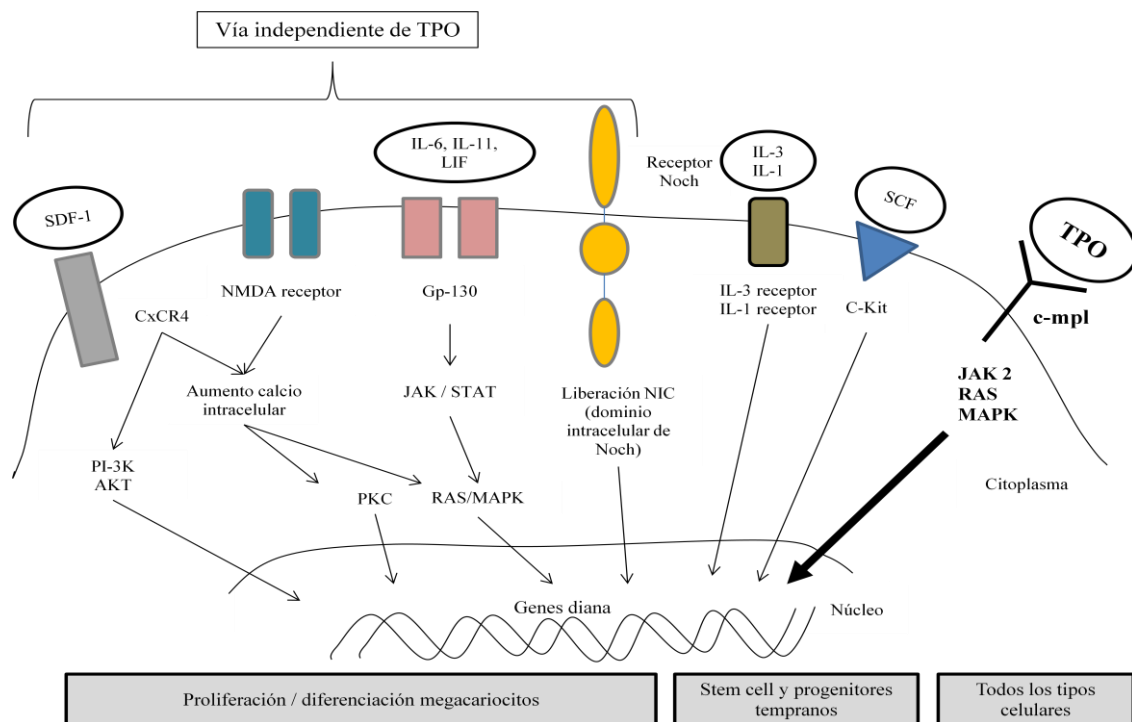 Vía independiente de TPO
IL-6, IL-11,
LIF
Receptor
Noch
IL-3
IL-1
SDF-1
SCF
TPO
NMDA receptor
Gp-130
IL-3 receptor
IL-1 receptor
C-Kit
c-mpl
CxCR4
Aumento calcio
intracelular
JAK / STAT
Liberación NIC
(dominio
intracelular de
Noch)
JAK 2
RAS
MAPK
PI-3K
AKT
PKC
RAS/MAPK
Citoplasma
Genes diana
Núcleo
Proliferación / diferenciación megacariocitos
Stem cell y progenitores
tempranos
Todos los tipos
celulares